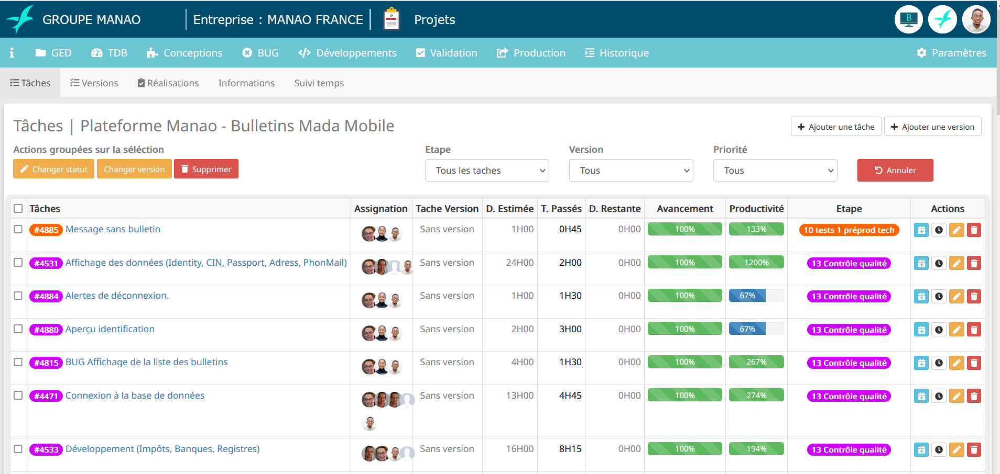 GROUPE MANAO
Entreprise : MANAO FRANCE
P
Projets
B
GED
TDB
Conceptions
BUG
Développements
Validation
Production
Historique
Paramètres
Tâches
Versions
Réalisations
Informations
Suivi temps
Tâches | Plateforme Manao - Bulletins Mada Mobile
Ajouter une tâche
Ajouter une version
Actions groupées sur la séléction
Etape
Version
Priorité
Changer statut
Changer version
Supprimer
Tous les taches
Tous
Tous
Annuler
Tâches Assignation Tache Version D. Estimée T. Passés D. Restante Avancement Productivité Etape Actions
#4885 Message sans bulletin Sans version 1H00 0H45 0H00 100% 133% 10 tests 1 préprod tech
#4531 Affichage des données (Identity, CIN, Passport, Adress, PhonMail) Sans version 24H00 2H00 0H00 100% 1200% 13 Contrôle qualité
#4884 Alertes de déconnexion. Sans version 1H00 1H30 0H00 100% 67% 13 Contrôle qualité
#4880 Aperçu identification Sans version 2H00 3H00 0H00 100% 67% 13 Contrôle qualité
#4815 BUG Affichage de la liste des bulletins Sans version 4H00 1H30 0H00 100% 267% 13 Contrôle qualité
#4471 Connexion à la base de données Sans version 13H00 4H45 0H00 100% 274% 13 Contrôle qualité
#4533 Développement (Impôts, Banques, Registres) Sans version 16H00 8H15 0H00 100% 194% 13 Contrôle qualité